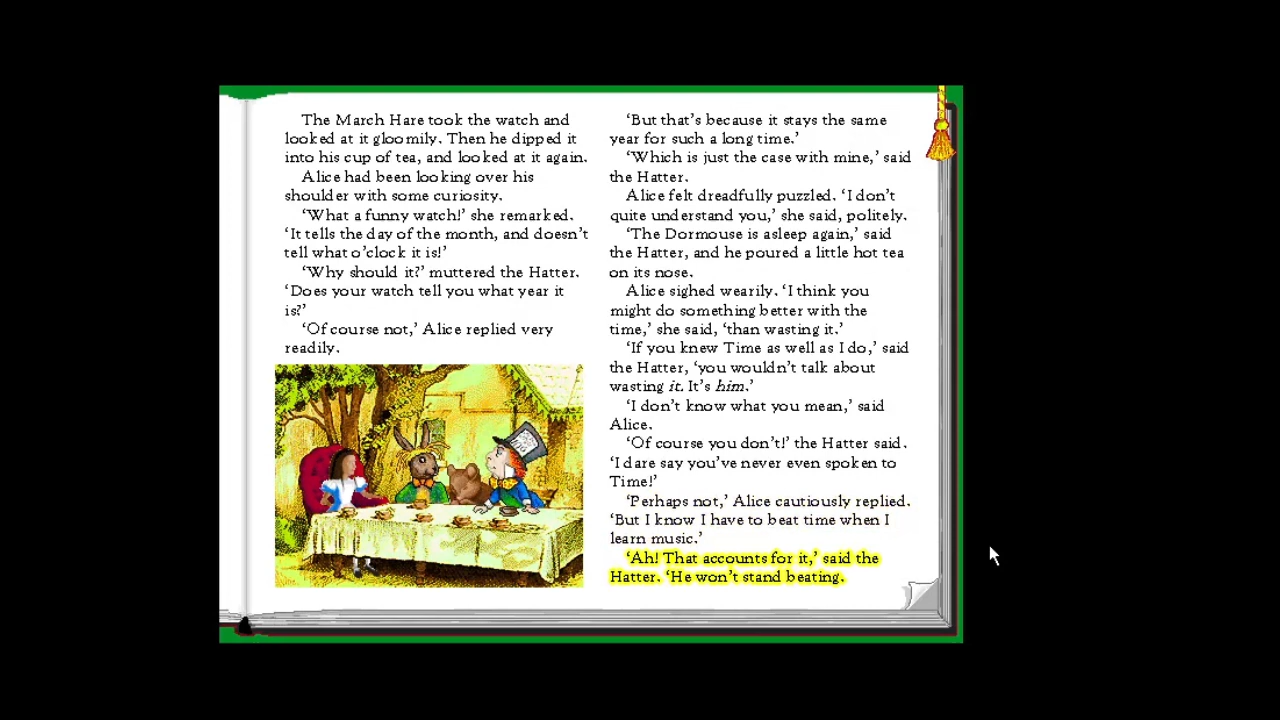 The March Hare took the watch and
looked at it gloomily. Then he dipped it
into his cup of tea, and looked at it again.
Alice had been looking over his
shoulder with some curiosity.
‘What a funny watch!’ she remarked.
‘It tells the day of the month, and doesn’t
tell what o’clock it is!’
‘Why should it?’ muttered the Hatter.
‘Does your watch tell you what year it
is?’
‘Of course not,’ Alice replied very
readily.
‘But that’s because it stays the same
year for such a long time.’
‘Which is just the case with mine,’ said
the Hatter.
Alice felt dreadfully puzzled. ‘I don’t
quite understand you,’ she said, politely.
‘The Dormouse is asleep again,’ said
the Hatter, and he poured a little hot tea
on its nose.
Alice sighed wearily. ‘I think you
might do something better with the
time,’ she said, ‘than wasting it.’
‘If you knew Time as well as I do,’ said
the Hatter, ‘you wouldn’t talk about
wasting it. It’s him.’
‘I don’t know what you mean,’ said
Alice.
‘Of course you don’t!’ the Hatter said.
‘I dare say you’ve never even spoken to
Time!’
‘Perhaps not,’ Alice cautiously replied.
‘But I know I have to beat time when I
learn music.’
‘Ah! That accounts for it,’ said the
Hatter. ‘He won’t stand beating.